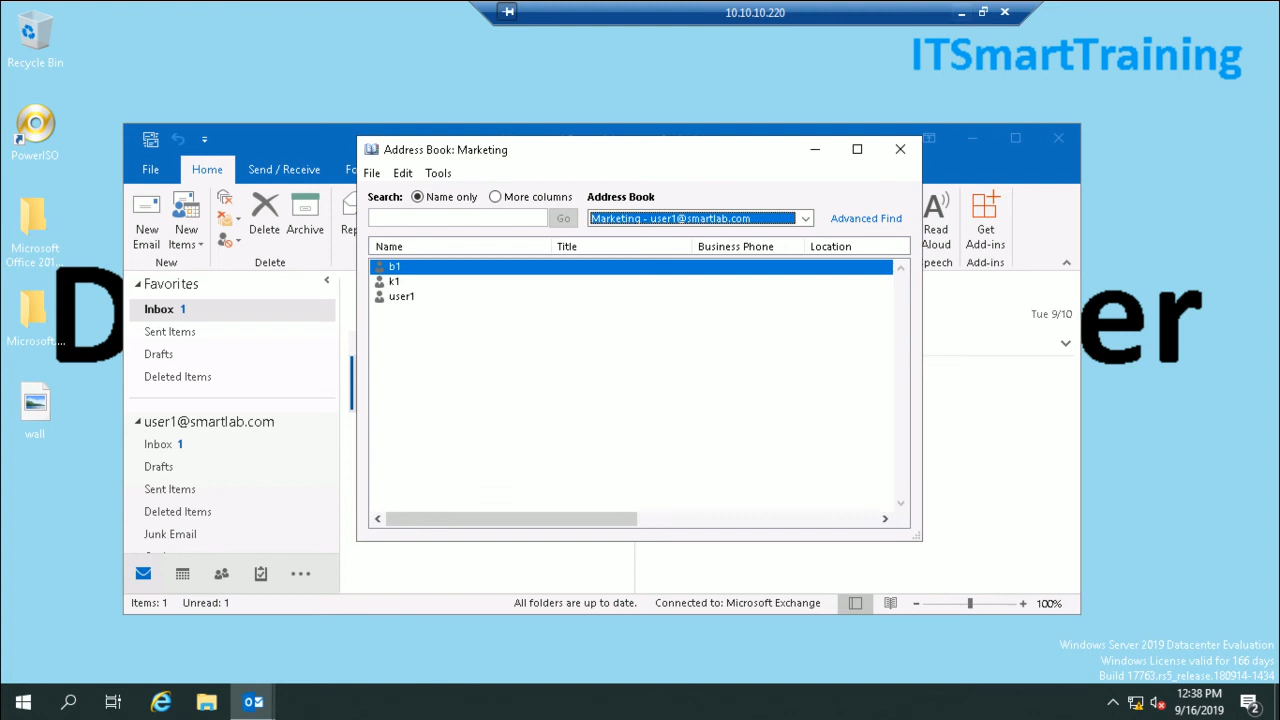 10.10.10.220
ITSmartTraining
Recycle Bin
PowerISO
Microsoft
Office 201...
Microsoft....
wall
D
er
File
Home
Send / Receive
Fo
New
Email
New
Items
New
Delete
Archive
Rep
Delete
Read
Aloud
peech
Get
Add-ins
Add-ins
Favorites
Inbox 1
Sent Items
Drafts
Deleted Items
user1@smartlab.com
Inbox 1
Drafts
Sent Items
Deleted Items
Junk Email
Tue 9/10
Address Book: Marketing
File Edit Tools
Search: Name only More columns Address Book
Go Marketing - user1@smartlab.com Advanced Find
Name Title Business Phone Location
b1
k1
user1
Items: 1 Unread: 1 All folders are up to date. Connected to: Microsoft Exchange 100%
Windows Server 2019 Datacenter Evaluation
Windows License valid for 166 days
Build 17763.rs5_release.180914-1434
12:38 PM
9/16/2019
2